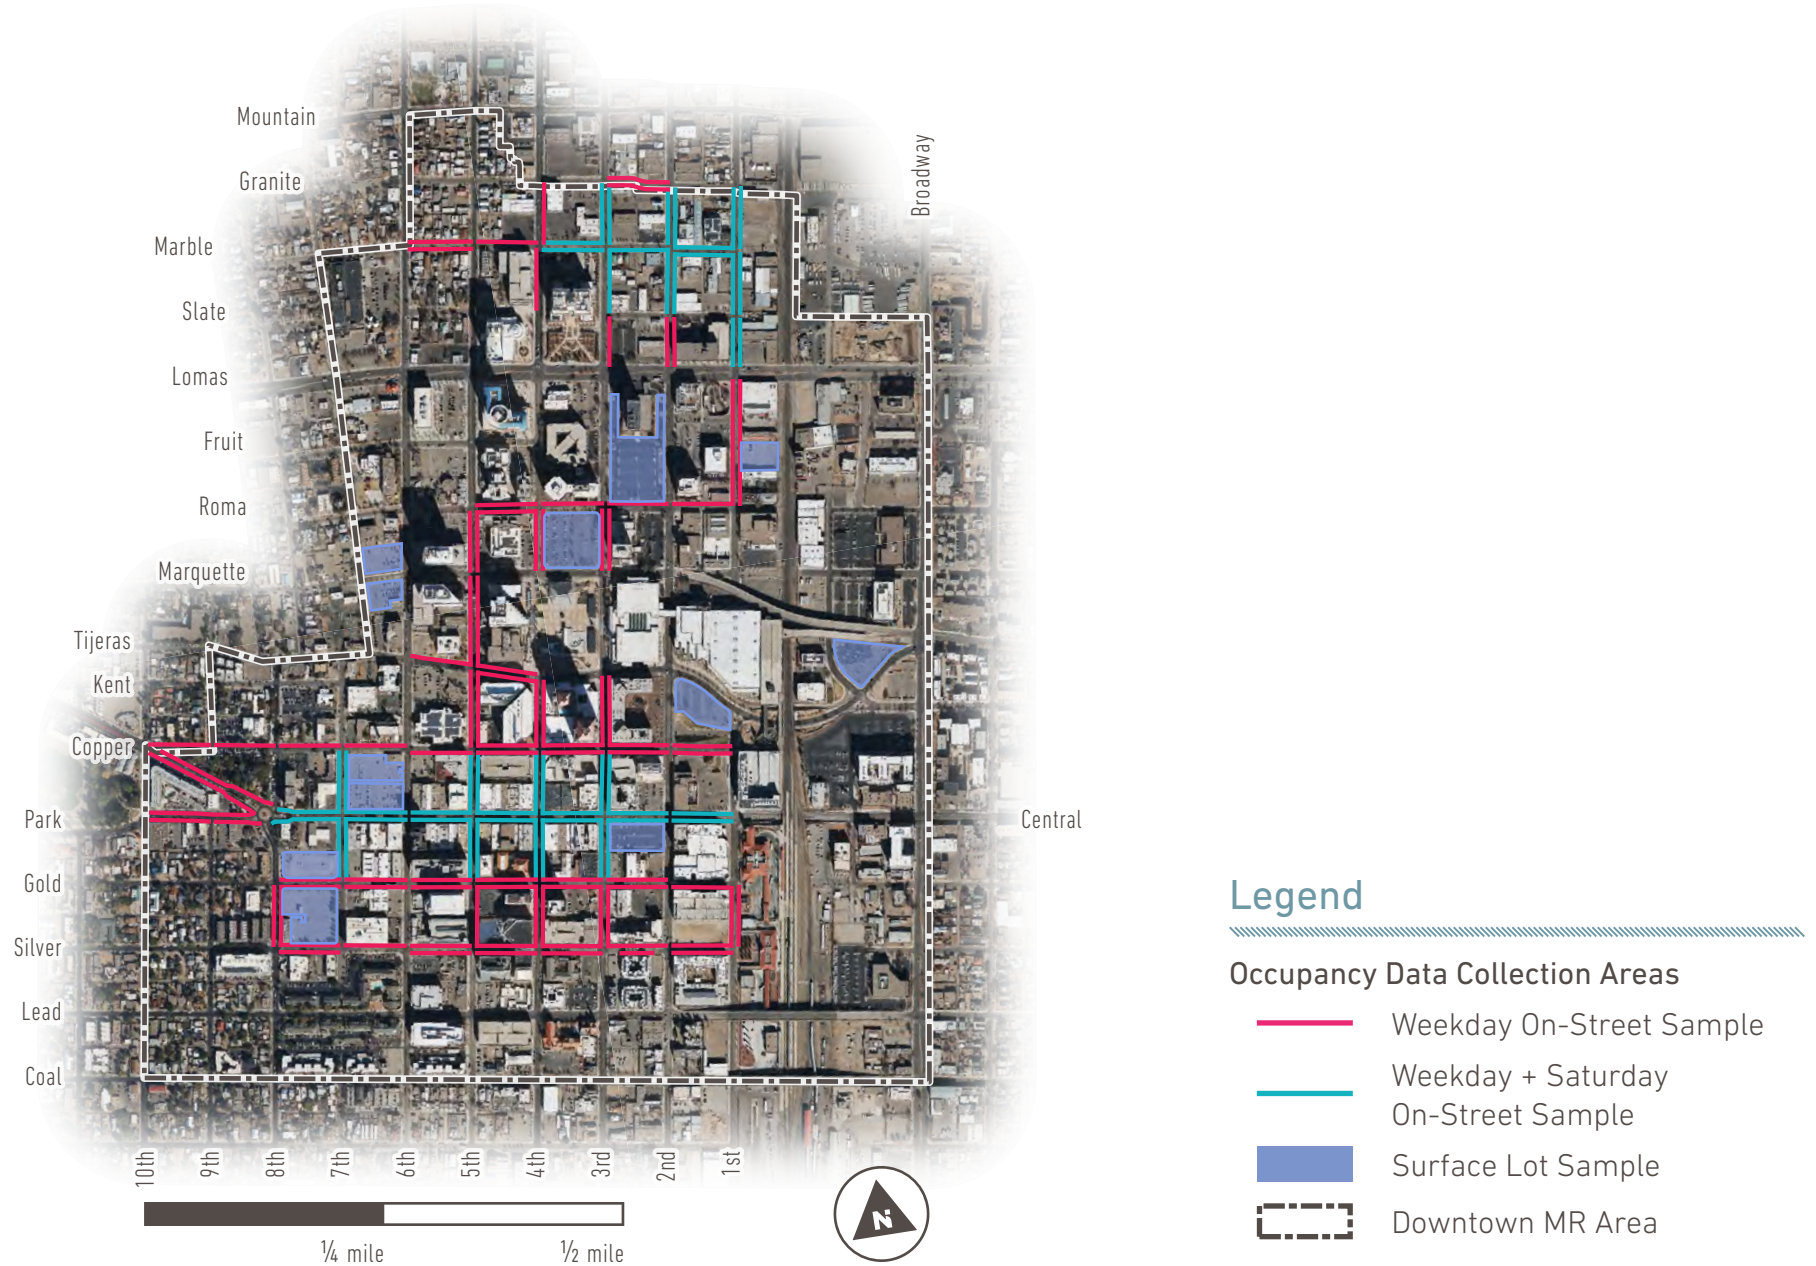 Mountain
Granite
Marble
Slate
Lomas
Fruit
Roma
Marquette
Tijeras
Kent
Copper
Park
Gold
Silver
Lead
Coal
Broadway
Central
10th
9th
8th
7th
6th
5th
4th
3rd
2nd
1st
¼ mile
½ mile
N
Legend
Occupancy Data Collection Areas
Weekday On-Street Sample
Weekday + Saturday
On-Street Sample
Surface Lot Sample
Downtown MR Area